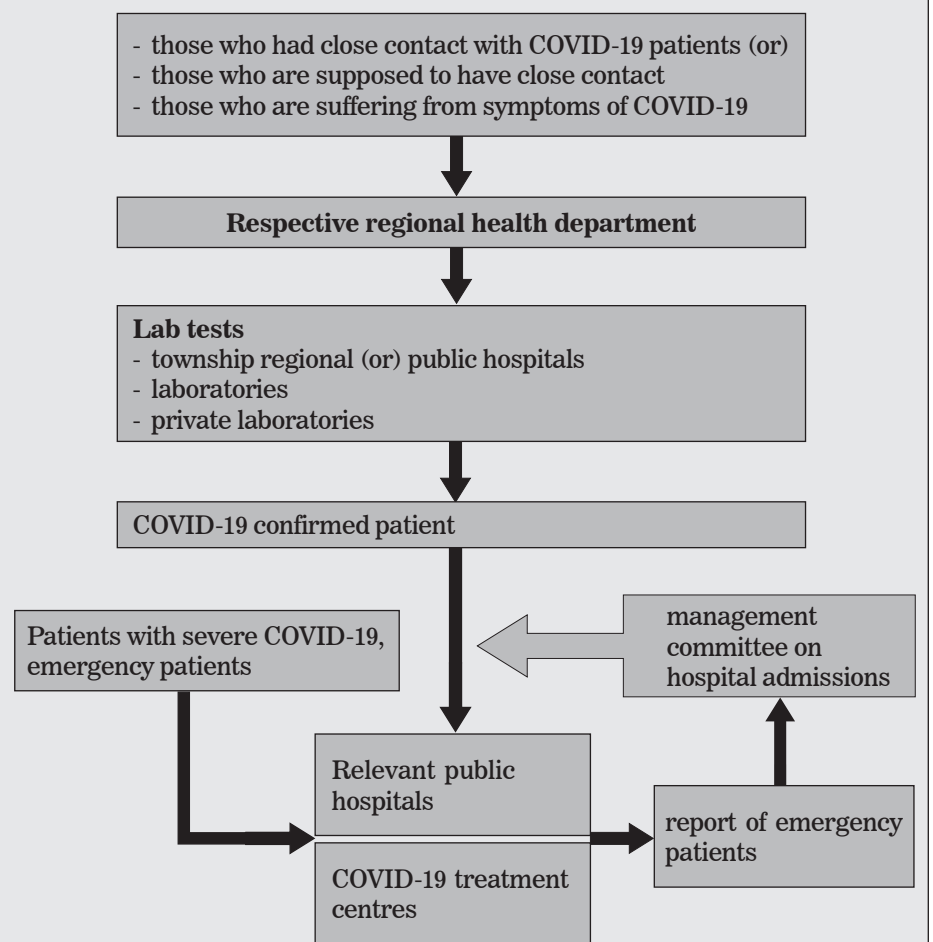 - those who had close contact with COVID-19 patients (or)
- those who are supposed to have close contact
- those who are suffering from symptoms of COVID-19
Respective regional health department
Lab tests
- township regional (or) public hospitals
- laboratories
- private laboratories
COVID-19 confirmed patient
Patients with severe COVID-19,
emergency patients
management
committee on
hospital admissions
Relevant public
hospitals
report of emergency
patients
COVID-19 treatment
centres